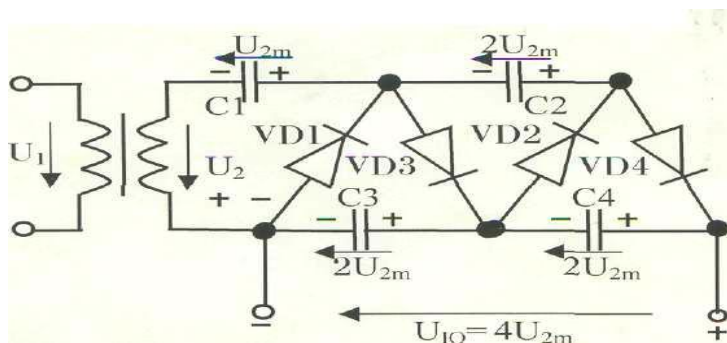 U2m
2U2m
– +
– +
C1
C2
VD1
VD2
U1
U2
VD3
VD4
+ –
C3
C4
– +
– +
2U2m
2U2m
–
UIO= 4U2m
+